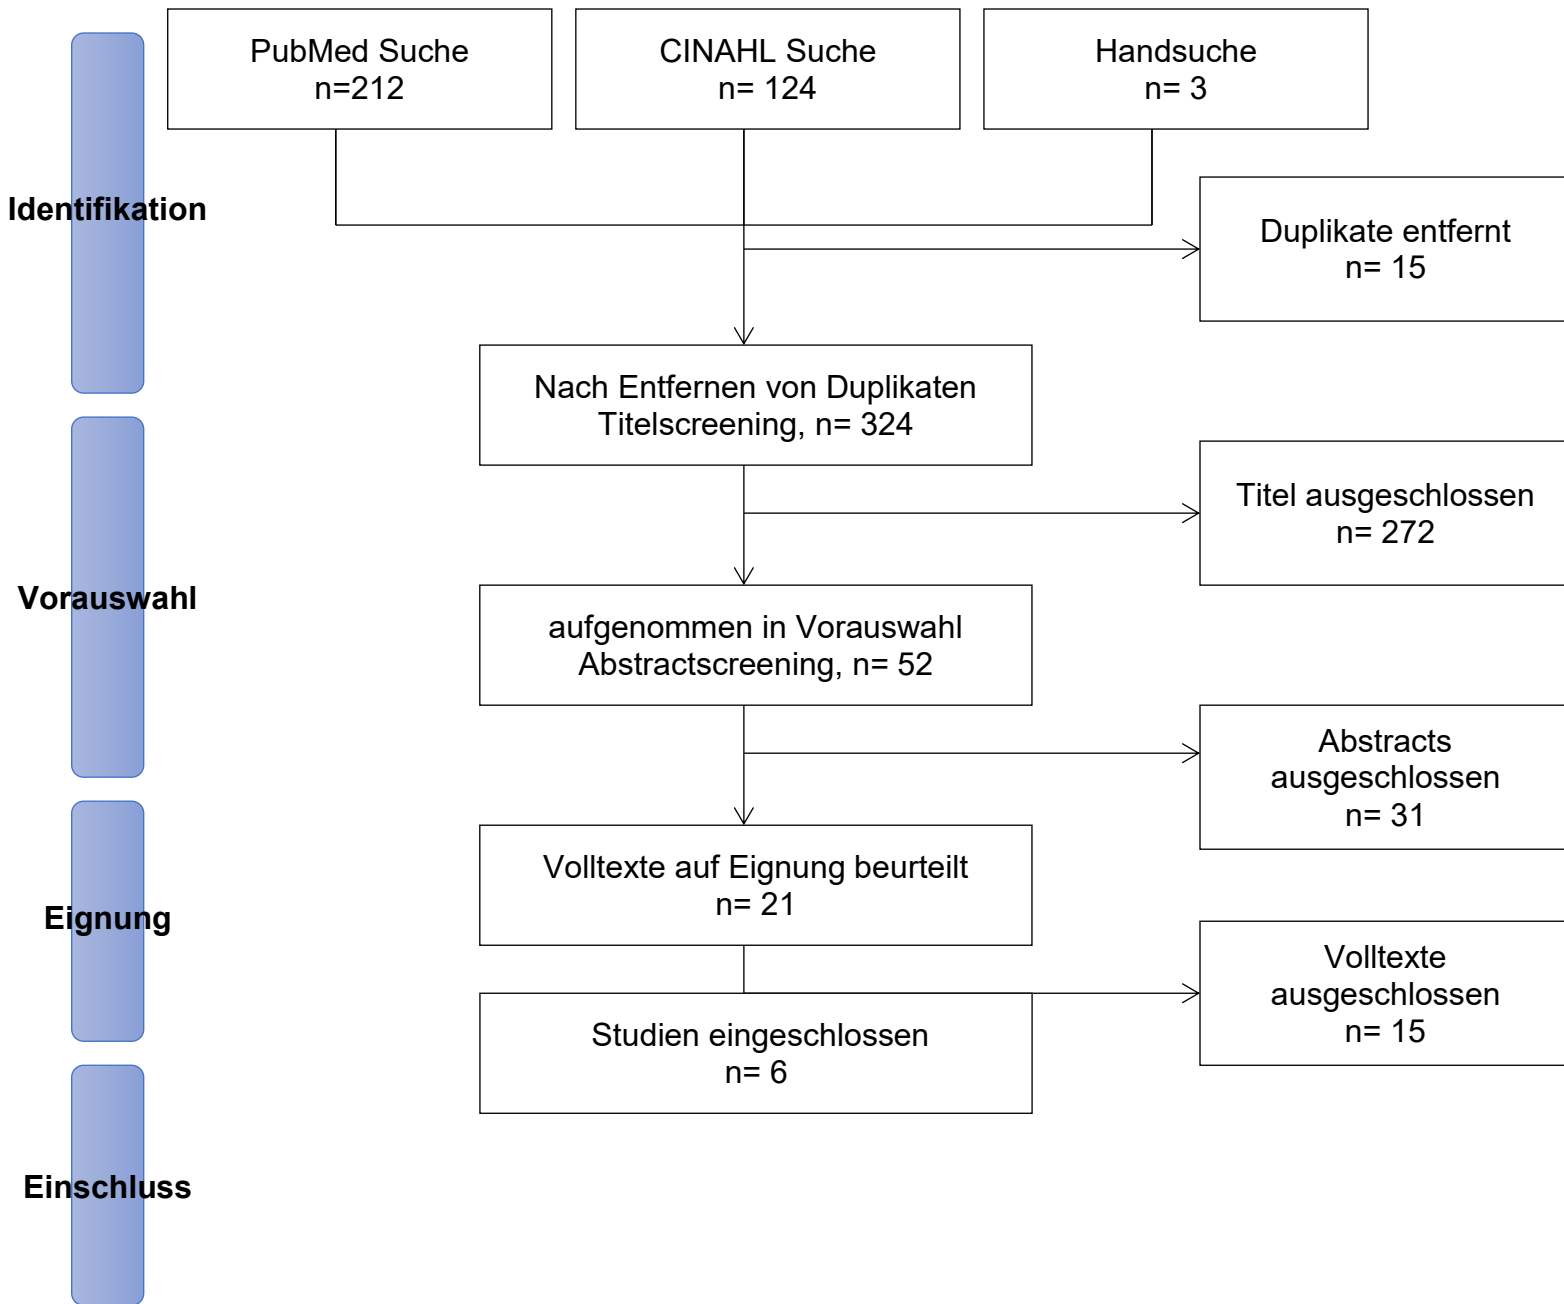 PubMed Suche
n=212
CINAHL Suche
n= 124
Handsuche
n= 3
Identifikation
Duplikate entfernt
n= 15
Nach Entfernen von Duplikaten
Titelscreening, n= 324
Titel ausgeschlossen
n= 272
Vorauswahl
aufgenommen in Vorauswahl
Abstractscreening, n= 52
Abstracts
ausgeschlossen
n= 31
Volltexte auf Eignung beurteilt
n= 21
Eignung
Volltexte
ausgeschlossen
n= 15
Studien eingeschlossen
n= 6
Einschluss